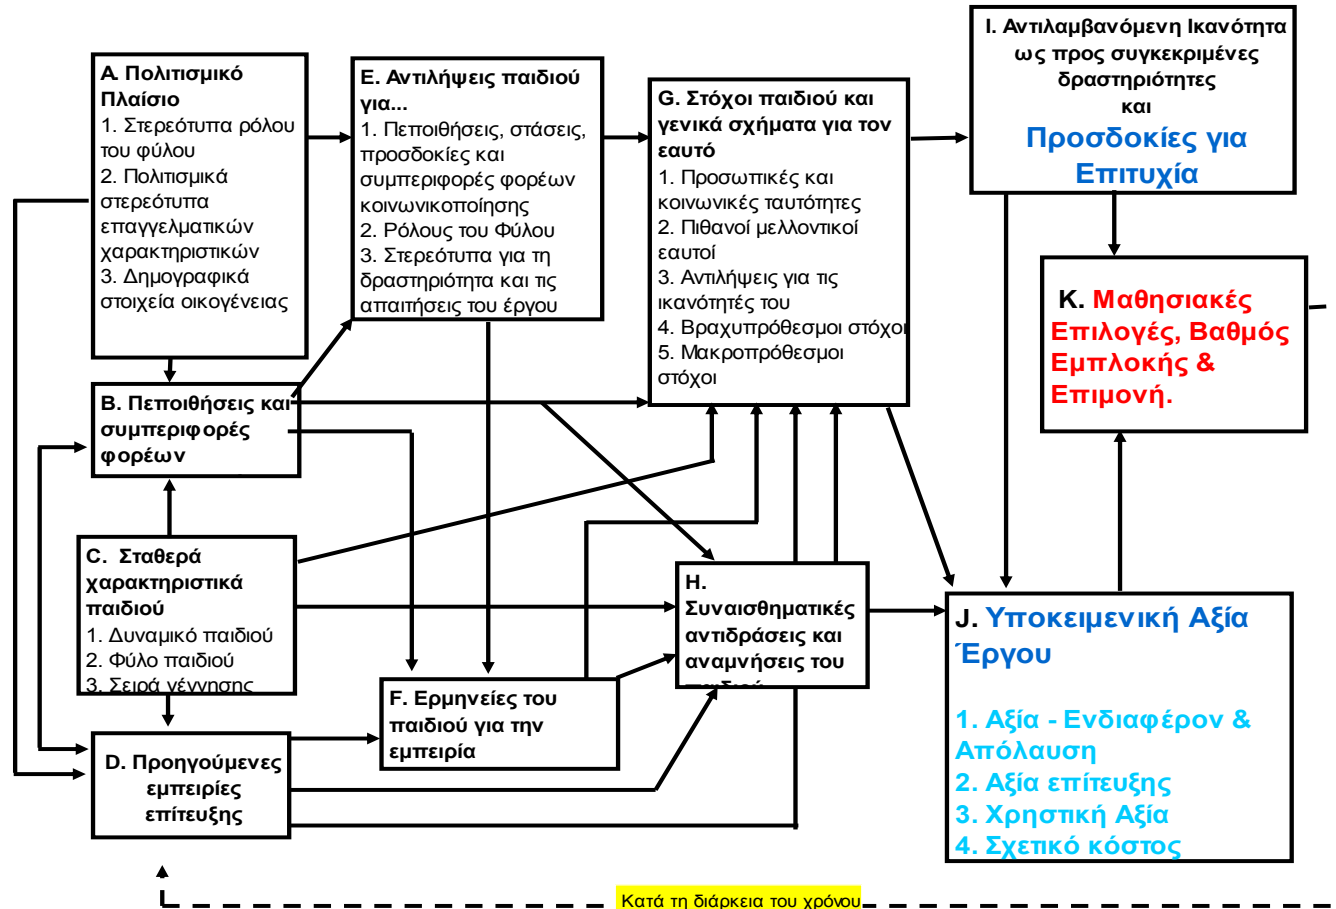 Α. Πολιτισμικό
Πλαίσιο
1. Στερεότυπα ρόλου
του φύλου
2. Πολιτισμικά
στερεότυπα
επαγγελματικών
χαρακτηριστικών
3. Δημογραφικά
στοιχεία οικογένειας
Β. Πεποιθήσεις και
συμπεριφορές
φορέων
C. Σταθερά
χαρακτηριστικά
παιδιού
1. Δυναμικό παιδιού
2. Φύλο παιδιού
3. Σειρά γέννησης
D. Προηγούμενες
εμπειρίες
επίτευξης
Ε. Αντιλήψεις παιδιού
για...
1. Πεποιθήσεις, στάσεις,
προσδοκίες και
συμπεριφορές φορέων
κοινωνικοποίησης
2. Ρόλους του Φύλου
3. Στερεότυπα για τη
δραστηριότητα και τις
απαιτήσεις του έργου
F. Ερμηνείες του
παιδιού για την
εμπειρία
G. Στόχοι παιδιού και
γενικά σχήματα για τον
εαυτό
1. Προσωπικές και
κοινωνικές ταυτότητες
2. Πιθανοί μελλοντικοί
εαυτοί
3. Αντιλήψεις για τις
ικανότητές του
4. Βραχυπρόθεσμοι στόχοι
5. Μακροπρόθεσμοι
στόχοι
Η.
Συναισθηματικές
αντιδράσεις και
αναμνήσεις του
Ι. Αντιλαμβανόμενη Ικανότητα
ως προς συγκεκριμένες
δραστηριότητες
και
Προσδοκίες για
Επιτυχία
Κ. Μαθησιακές
Επιλογές, Βαθμός
Εμπλοκής &
Επιμονή.
J. Υποκειμενική Αξία
Έργου
1. Αξία - Ενδιαφέρον &
Απόλαυση
2. Αξία επίτευξης
3. Χρηστική Αξία
4. Σχετικό κόστος
Κατά τη διάρκεια του χρόνου